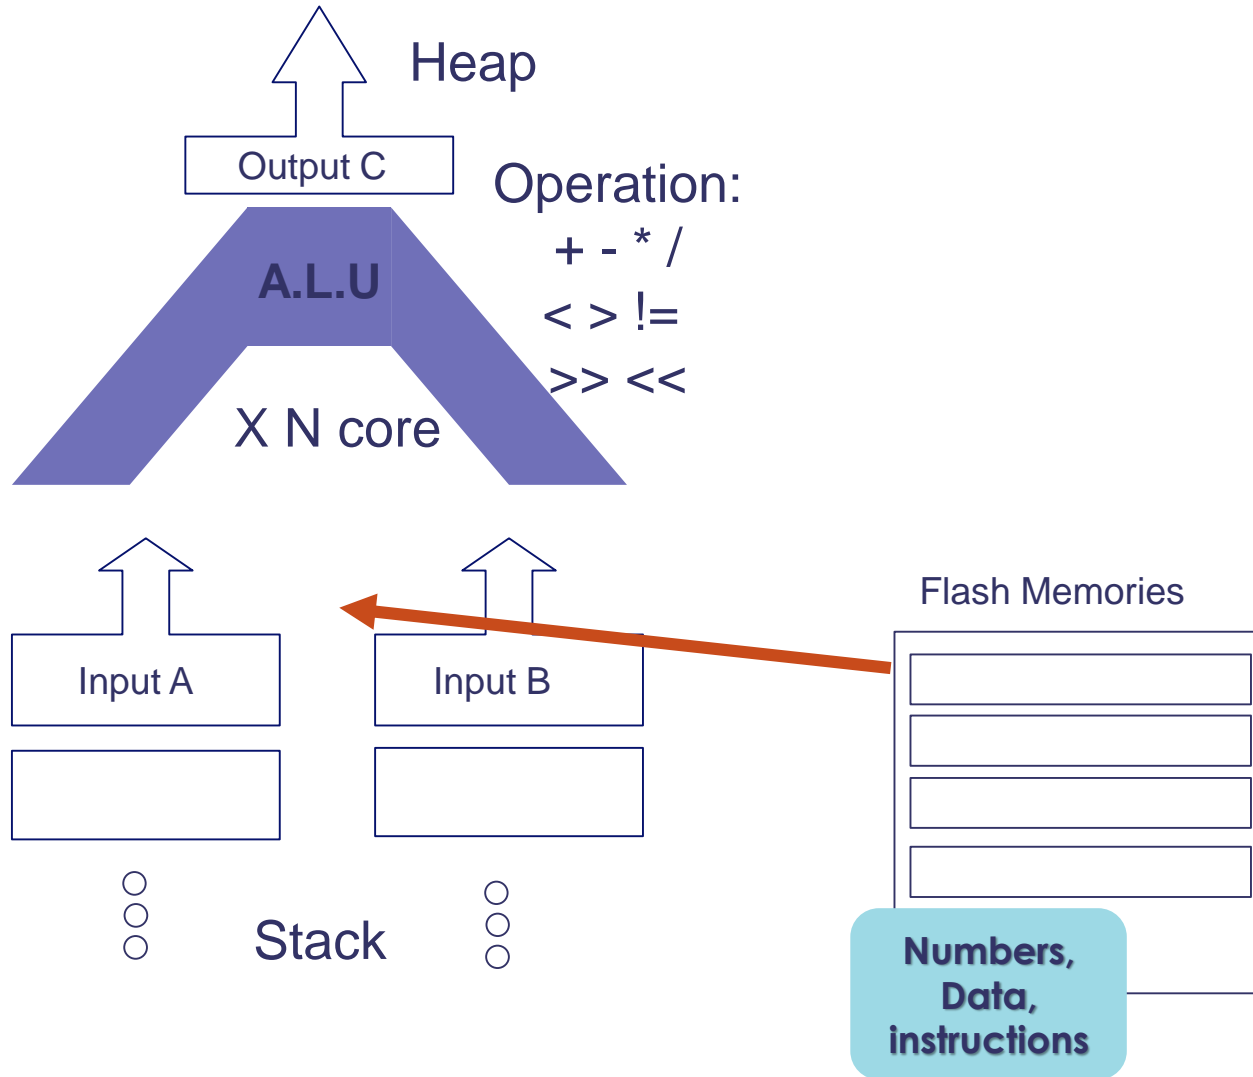 Heap
Output C
Operation:
+ - * /
A.L.U
< > !=
>> <<
X N core
Flash Memories
Input A
Input B
Stack
Numbers,
Data,
instructions